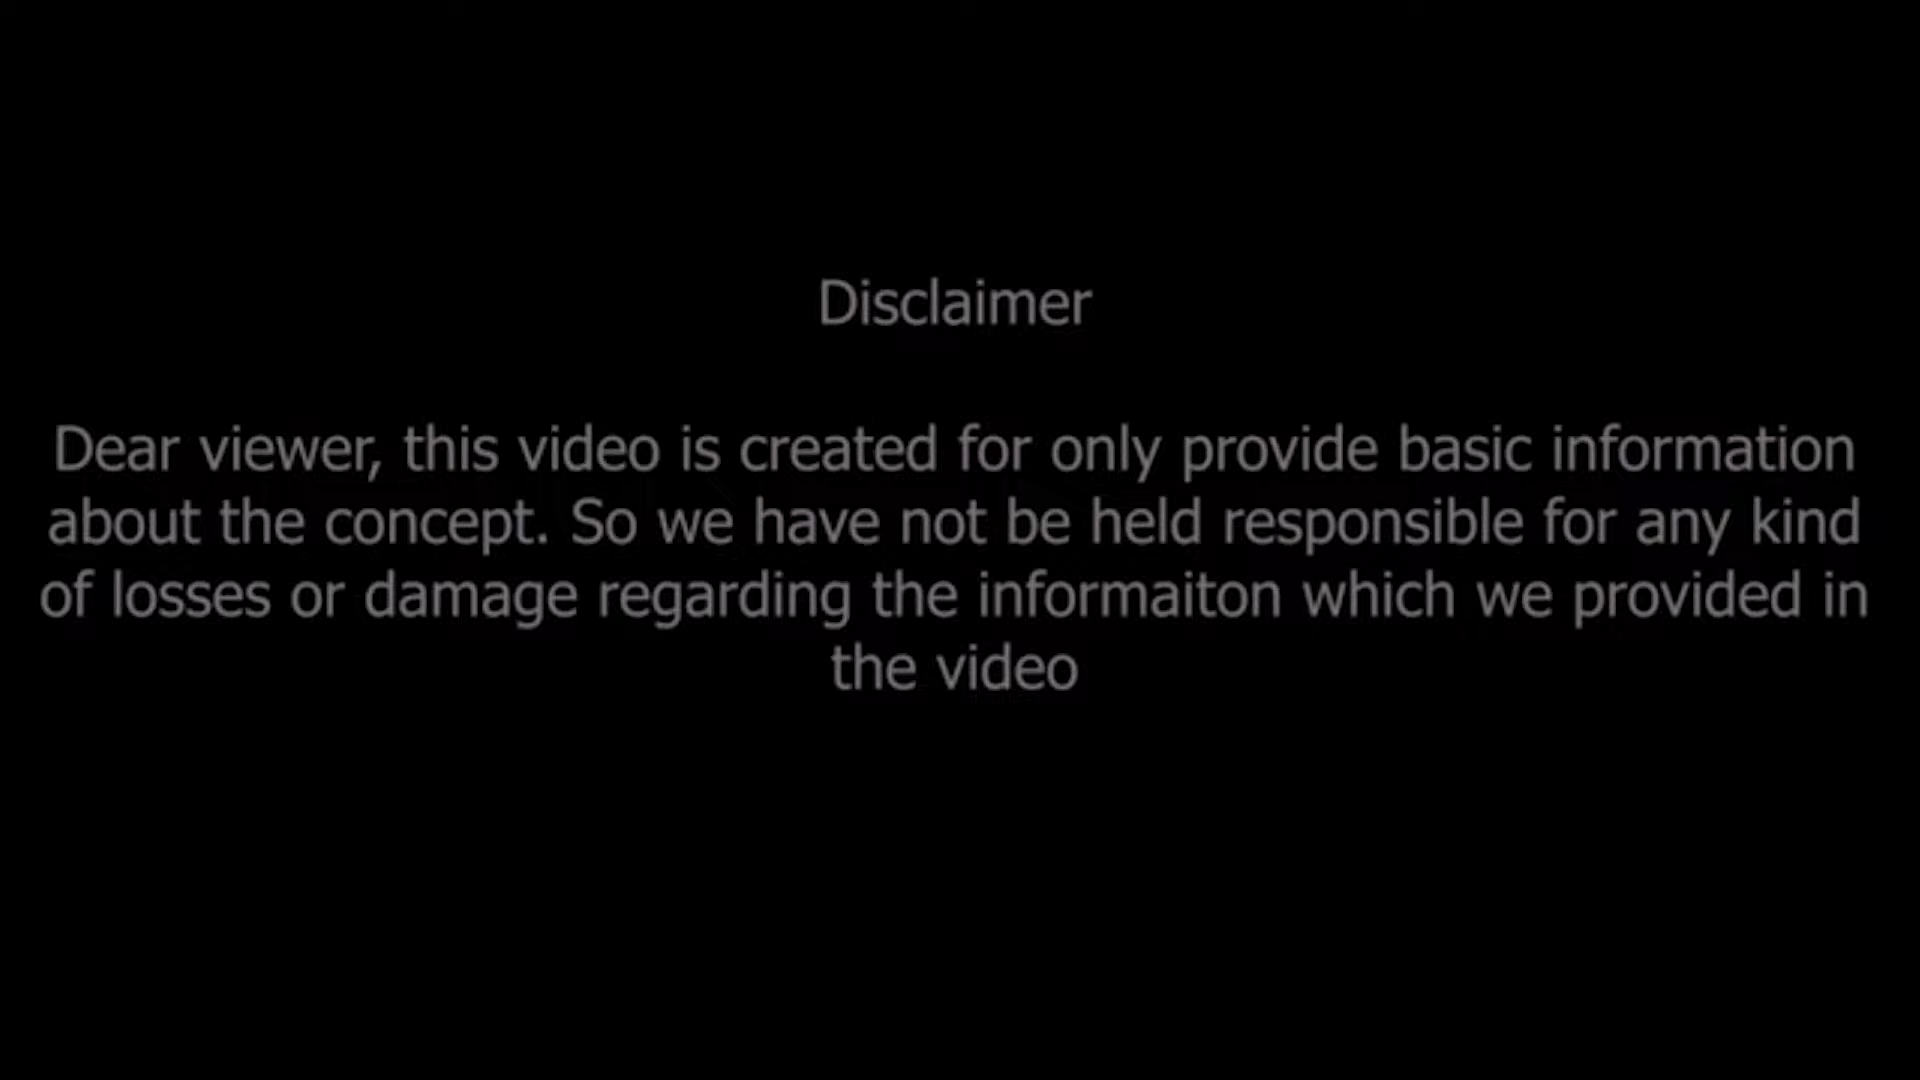 Disclaimer
Dear viewer, this video is created for only provide basic information
about the concept. So we have not be held responsible for any kind
of losses or damage regarding the informaiton which we provided in
the video